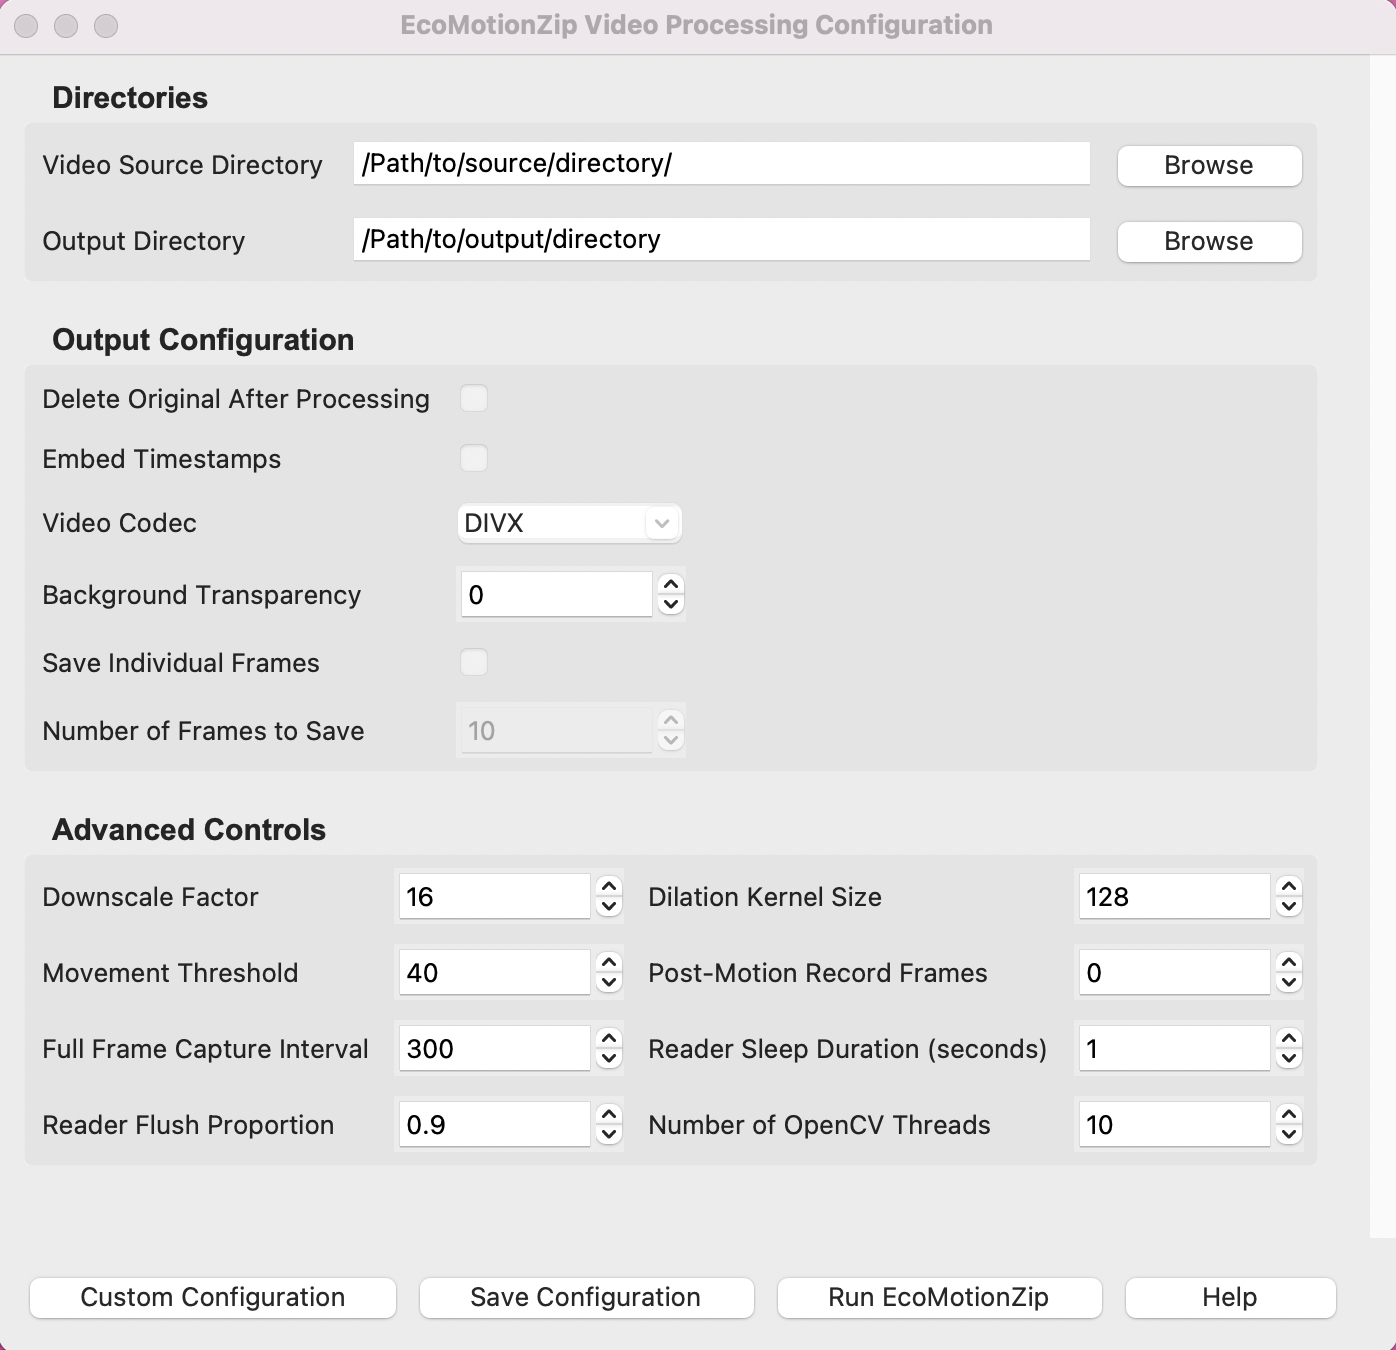 EcoMotionZip Video Processing Configuration
Directories
Video Source Directory /Path/to/source/directory/ Browse
Output Directory /Path/to/output/directory Browse
Output Configuration
Delete Original After Processing
Embed Timestamps
Video Codec DIVX
Background Transparency 0
Save Individual Frames
Number of Frames to Save 10
Advanced Controls
Downscale Factor 16 Dilation Kernel Size 128
Movement Threshold 40 Post-Motion Record Frames 0
Full Frame Capture Interval 300 Reader Sleep Duration (seconds) 1
Reader Flush Proportion 0.9 Number of OpenCV Threads 10
Custom Configuration Save Configuration Run EcoMotionZip Help